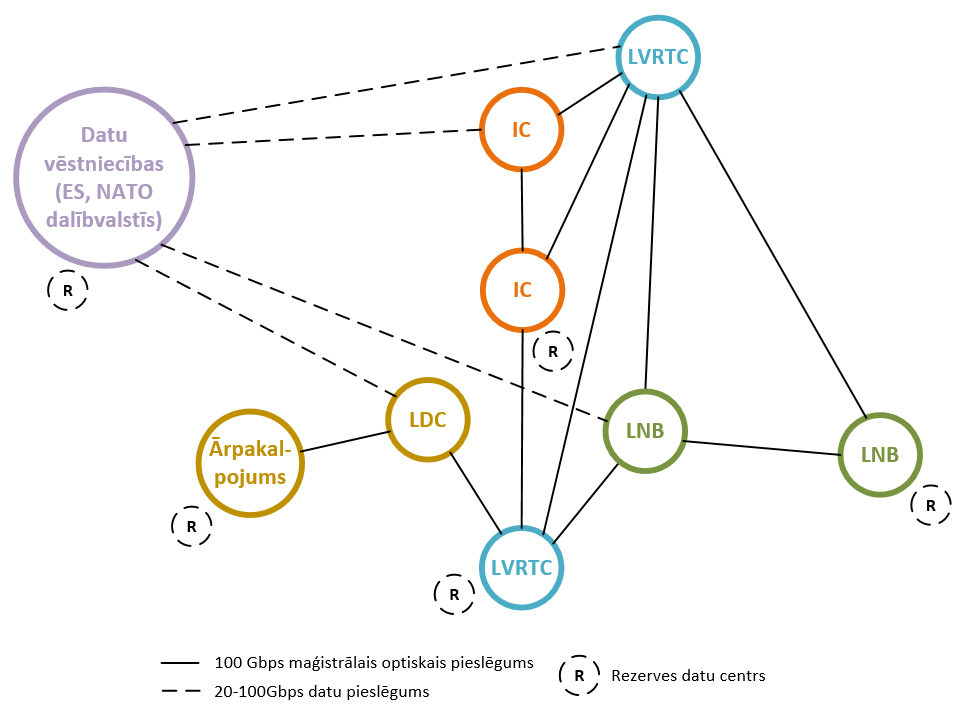 LVRTC
IC
Datu
vēstniecības
(ES, NATO
dalībvalstīs)
R
IC
R
LDC
LNB
Ārpakal-
pojums
LNB
R
R
LVRTC
R
100 Gbps maģistrālais optiskais pieslēgums
20-100Gbps datu pieslēgums
R Rezerves datu centrs